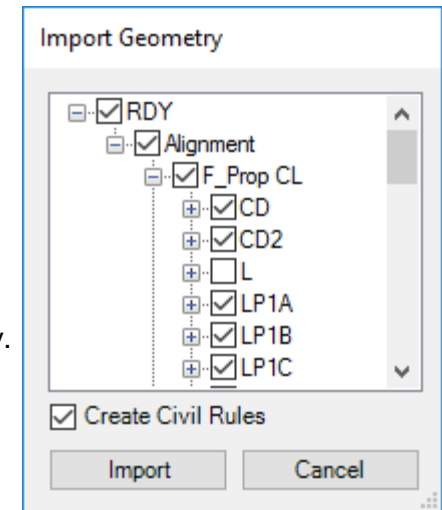 Import Geometry
RDY
Alignment
F_Prop CL
CD
CD2
L
LP1A
LP1B
y.
LP1C
Create Civil Rules
Import Cancel